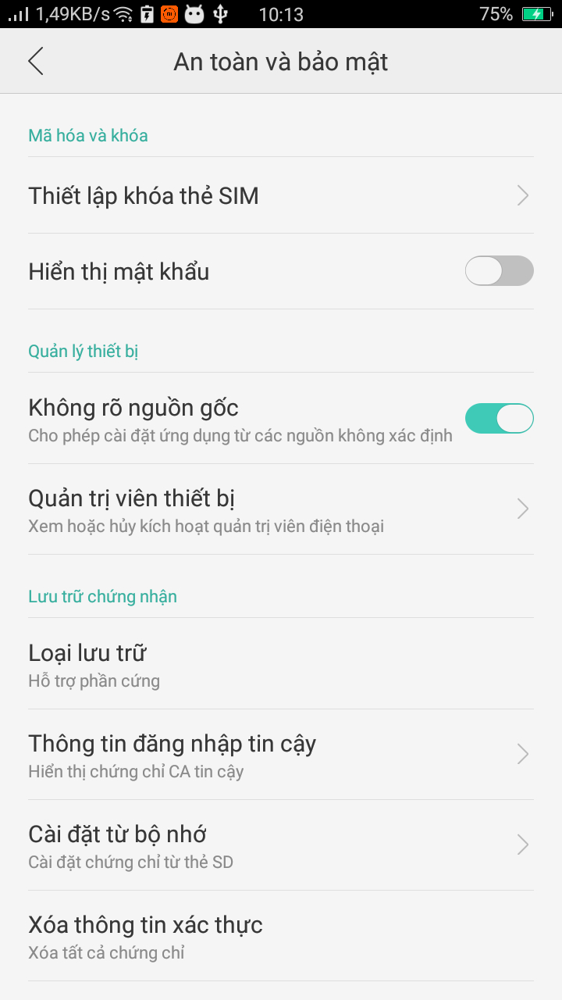 1,49KB/s 10:13 75%
An toàn và bảo mật
Mã hóa và khóa
Thiết lập khóa thẻ SIM
Hiển thị mật khẩu
Quản lý thiết bị
Không rõ nguồn gốc
Cho phép cài đặt ứng dụng từ các nguồn không xác định
Quản trị viên thiết bị
Xem hoặc hủy kích hoạt quản trị viên điện thoại
Lưu trữ chứng nhận
Loại lưu trữ
Hỗ trợ phần cứng
Thông tin đăng nhập tin cậy
Hiển thị chứng chỉ CA tin cậy
Cài đặt từ bộ nhớ
Cài đặt chứng chỉ từ thẻ SD
Xóa thông tin xác thực
Xóa tất cả chứng chỉ